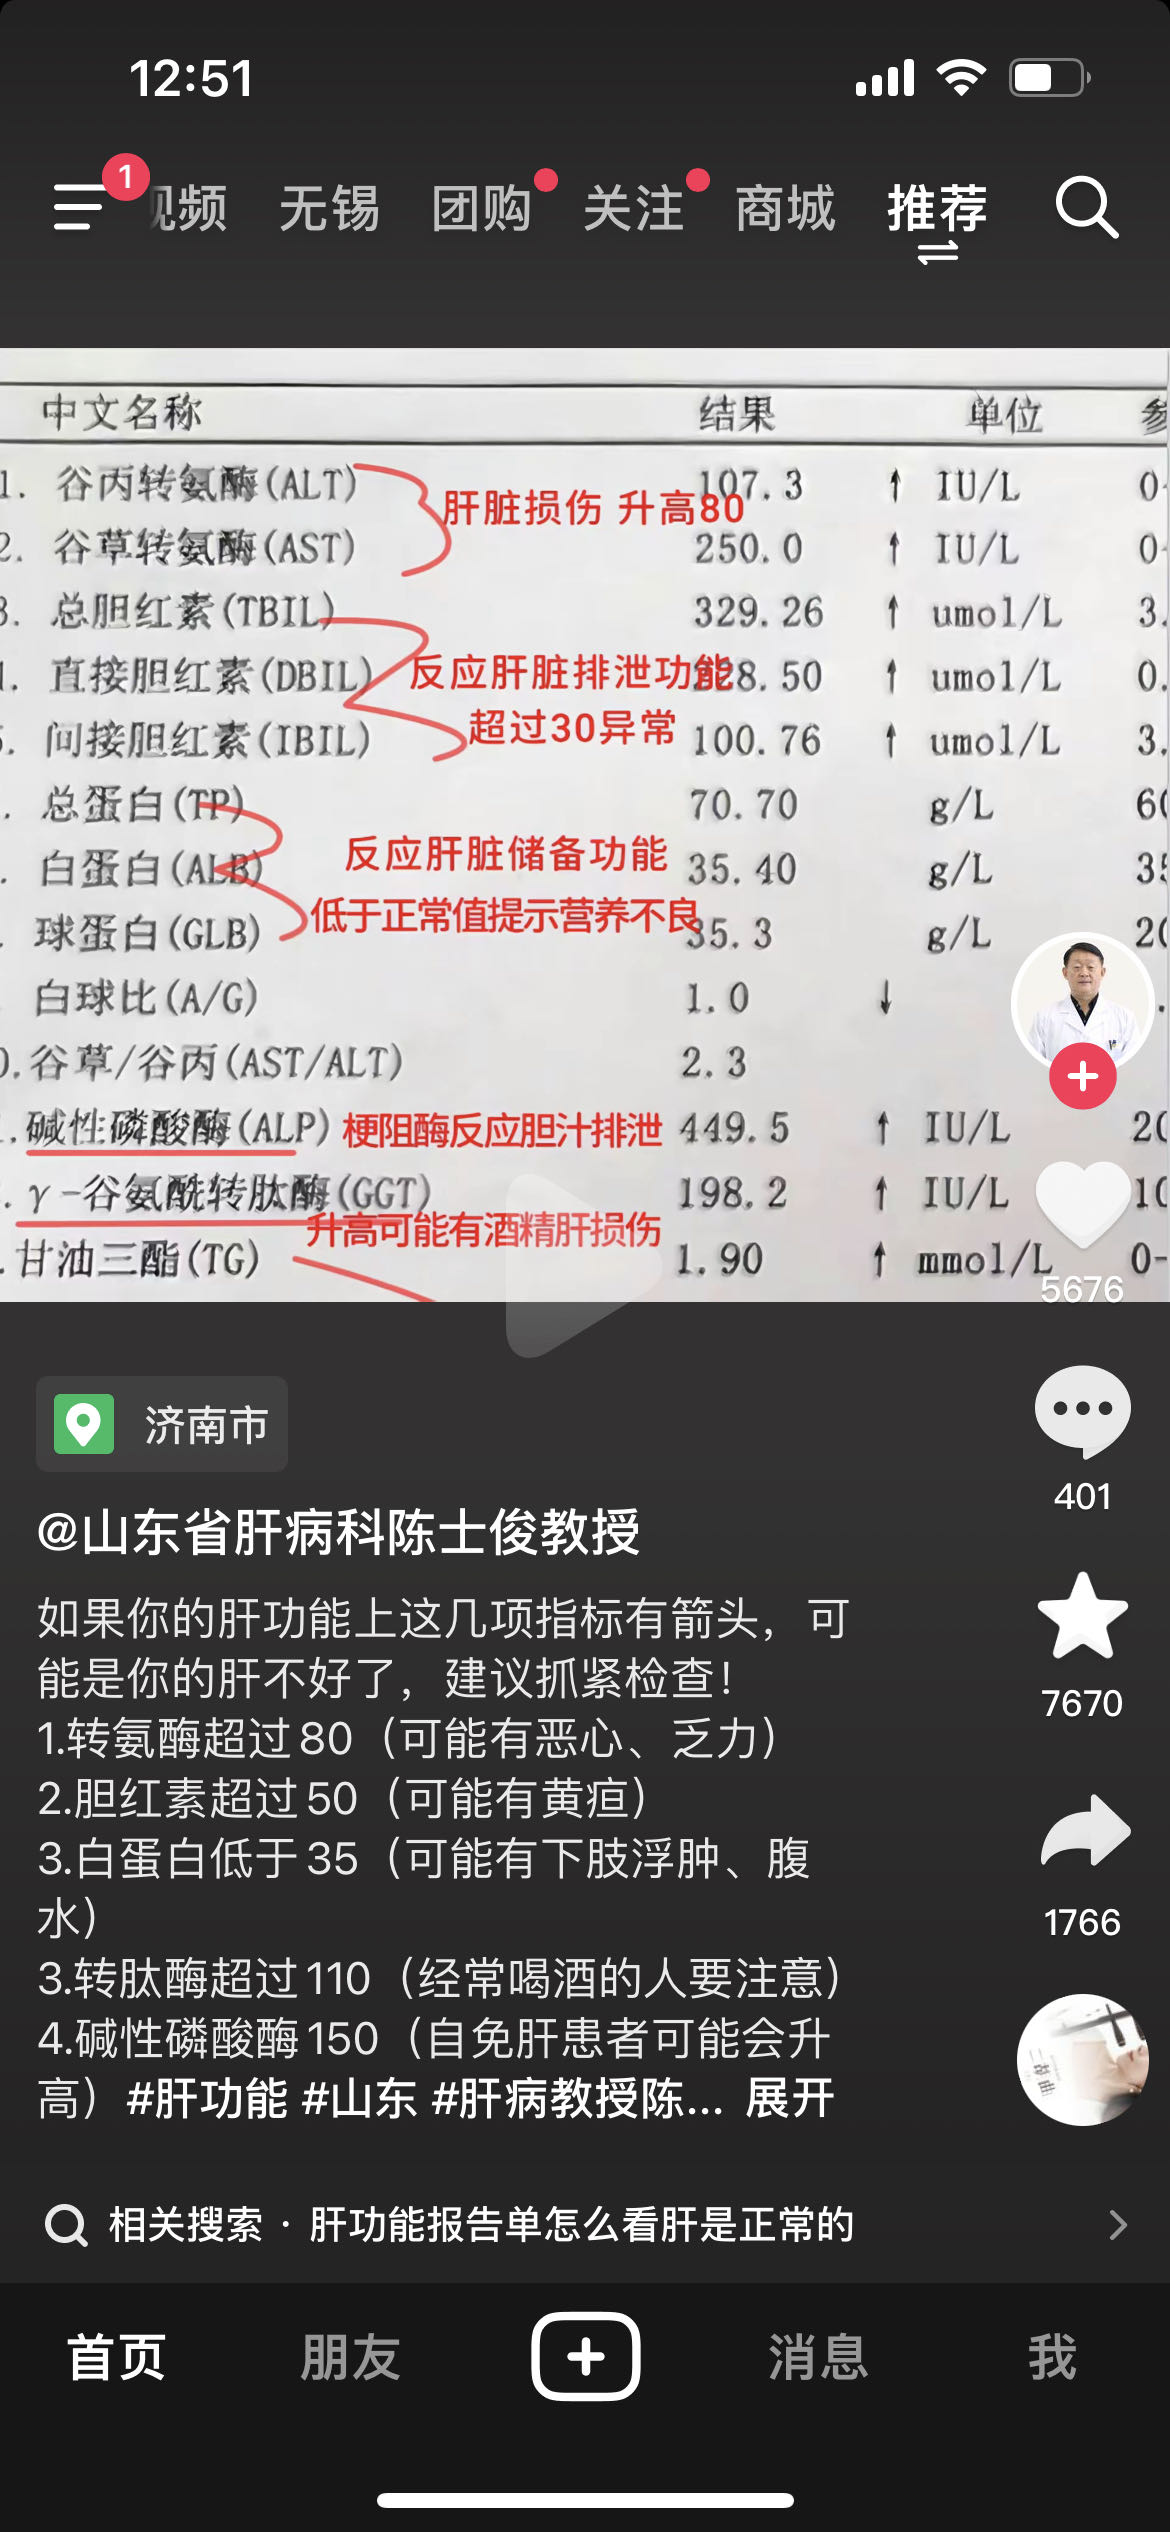 12:51
1
视频 无锡 团购 关注 商城 推荐
中文名称 结果 单位 参
1. 谷丙转氨酶(ALT) 107.3 ↑ IU/L 0-
肝脏损伤 升高80
2. 谷草转氨酶(AST) 250.0 ↑ IU/L 0-
3. 总胆红素(TBIL) 329.26 ↑ umol/L 3.
直接胆红素(DBIL) 228.50 ↑ umol/L 0.
反应肝脏排泄功能
超过30异常
间接胆红素(IBIL) 100.76 ↑ umol/L 3.
总蛋白(TP) 70.70 g/L 60
白蛋白(ALB) 35.40 g/L 35
反应肝脏储备功能
低于正常值提示营养不良
球蛋白(GLB) 35.3 g/L 20
白球比(A/G) 1.0 ↓
0.谷草/谷丙(AST/ALT) 2.3
.碱性磷酸酶(ALP) 449.5 ↑ IU/L 20
梗阻酶反应胆汁排泄
.γ-谷氨酰转肽酶(GGT) 198.2 ↑ IU/L 10
升高可能有酒精肝损伤
.甘油三酯(TG) 1.90 ↑ mmol/L 0-
5676
401
7670
1766
济南市
@山东省肝病科陈士俊教授
如果你的肝功能上这几项指标有箭头，可
能是你的肝不好了，建议抓紧检查！
1.转氨酶超过80（可能有恶心、乏力）
2.胆红素超过50（可能有黄疸）
3.白蛋白低于35（可能有下肢浮肿、腹
水）
3.转肽酶超过110（经常喝酒的人要注意）
4.碱性磷酸酶150（自免肝患者可能会升
高）#肝功能 #山东 #肝病教授陈... 展开
相关搜索 · 肝功能报告单怎么看肝是正常的
首页 朋友 消息 我